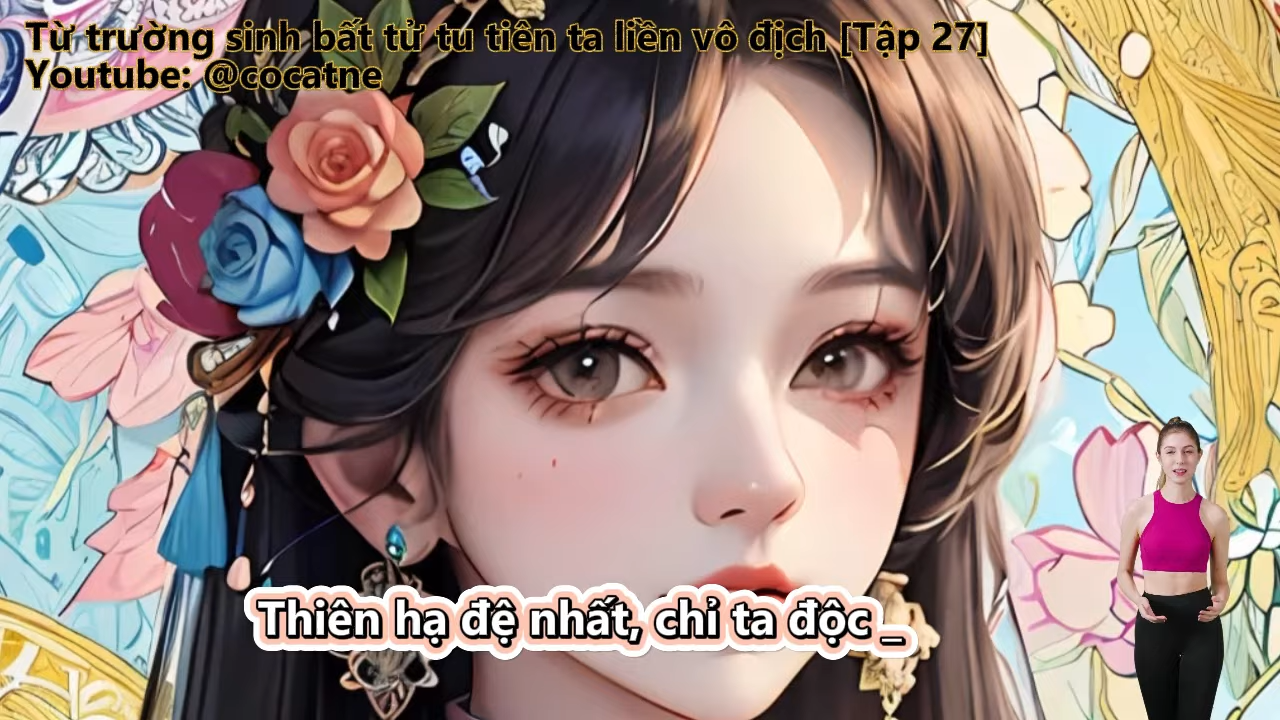 Từ trường sinh bất tử tu tiên ta liền vô địch [Tập 27]
Youtube: @cocatne
Thiên hạ đệ nhất, chỉ ta độc _